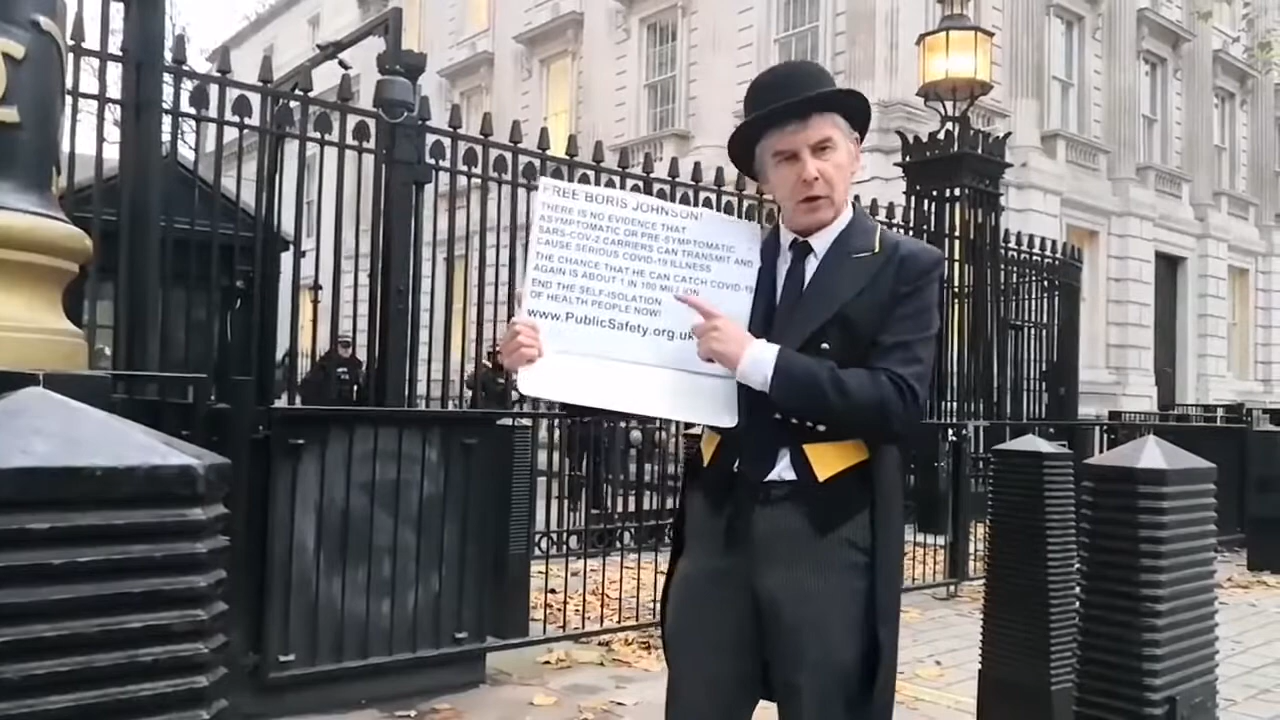 FREE BORIS JOHNSON!
THERE IS NO EVIDENCE THAT
ASYMPTOMATIC OR PRE-SYMPTOMATIC
SARS-COV-2 CARRIERS CAN TRANSMIT AND
CAUSE SERIOUS COVID-19 ILLNESS
THE CHANCE THAT HE CAN CATCH COVID-19
AGAIN IS ABOUT 1 IN 100 MILLION
END THE SELF-ISOLATION
OF HEALTH PEOPLE NOW!
www.PublicSafety.org.uk